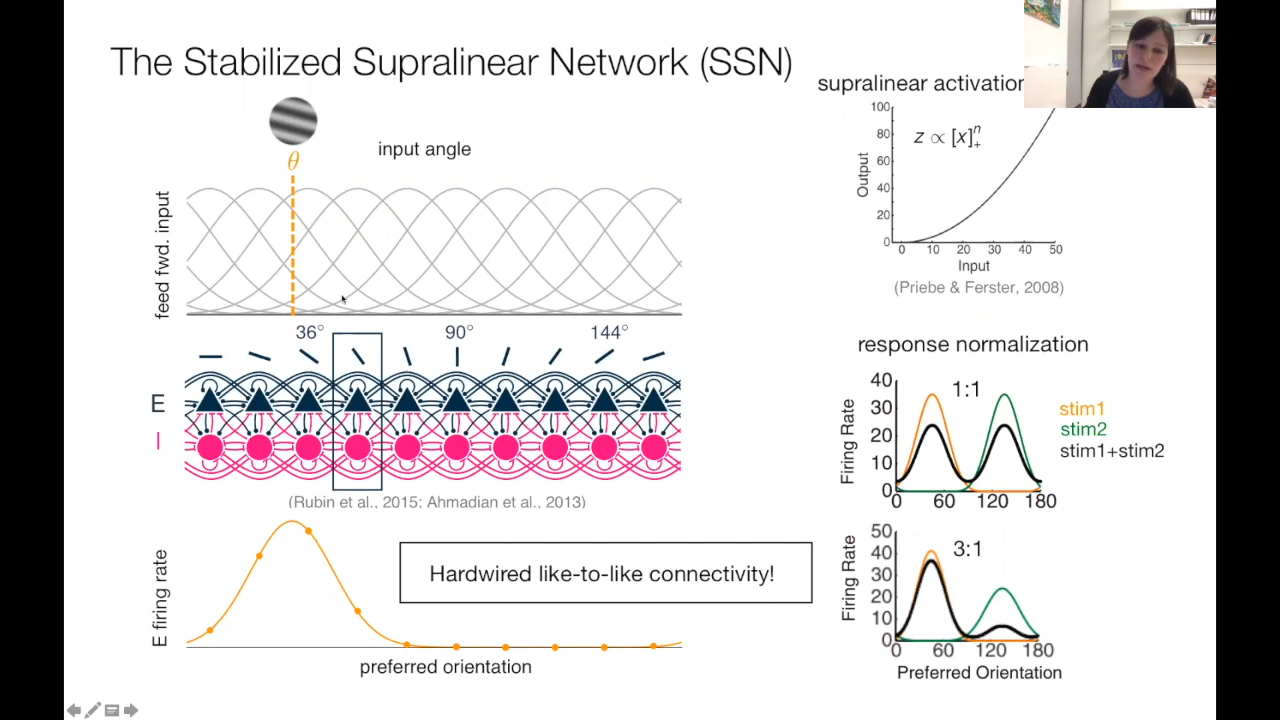 The Stabilized Supralinear Network (SSN)
θ
input angle
feed fwd. input
36°
90°
144°
E
I
(Rubin et al., 2015; Ahmadian et al., 2013)
E firing rate
preferred orientation
Hardwired like-to-like connectivity!
supralinear activation
100
80
60
40
20
0
Output
z ∝ [x]₊ⁿ
0 10 20 30 40 50
Input
(Priebe & Ferster, 2008)
response normalization
40
30
20
10
0
Firing Rate
1:1
0 60 120 180
stim1
stim2
stim1+stim2
50
40
30
20
10
0
Firing Rate
3:1
0 60 120 180
Preferred Orientation